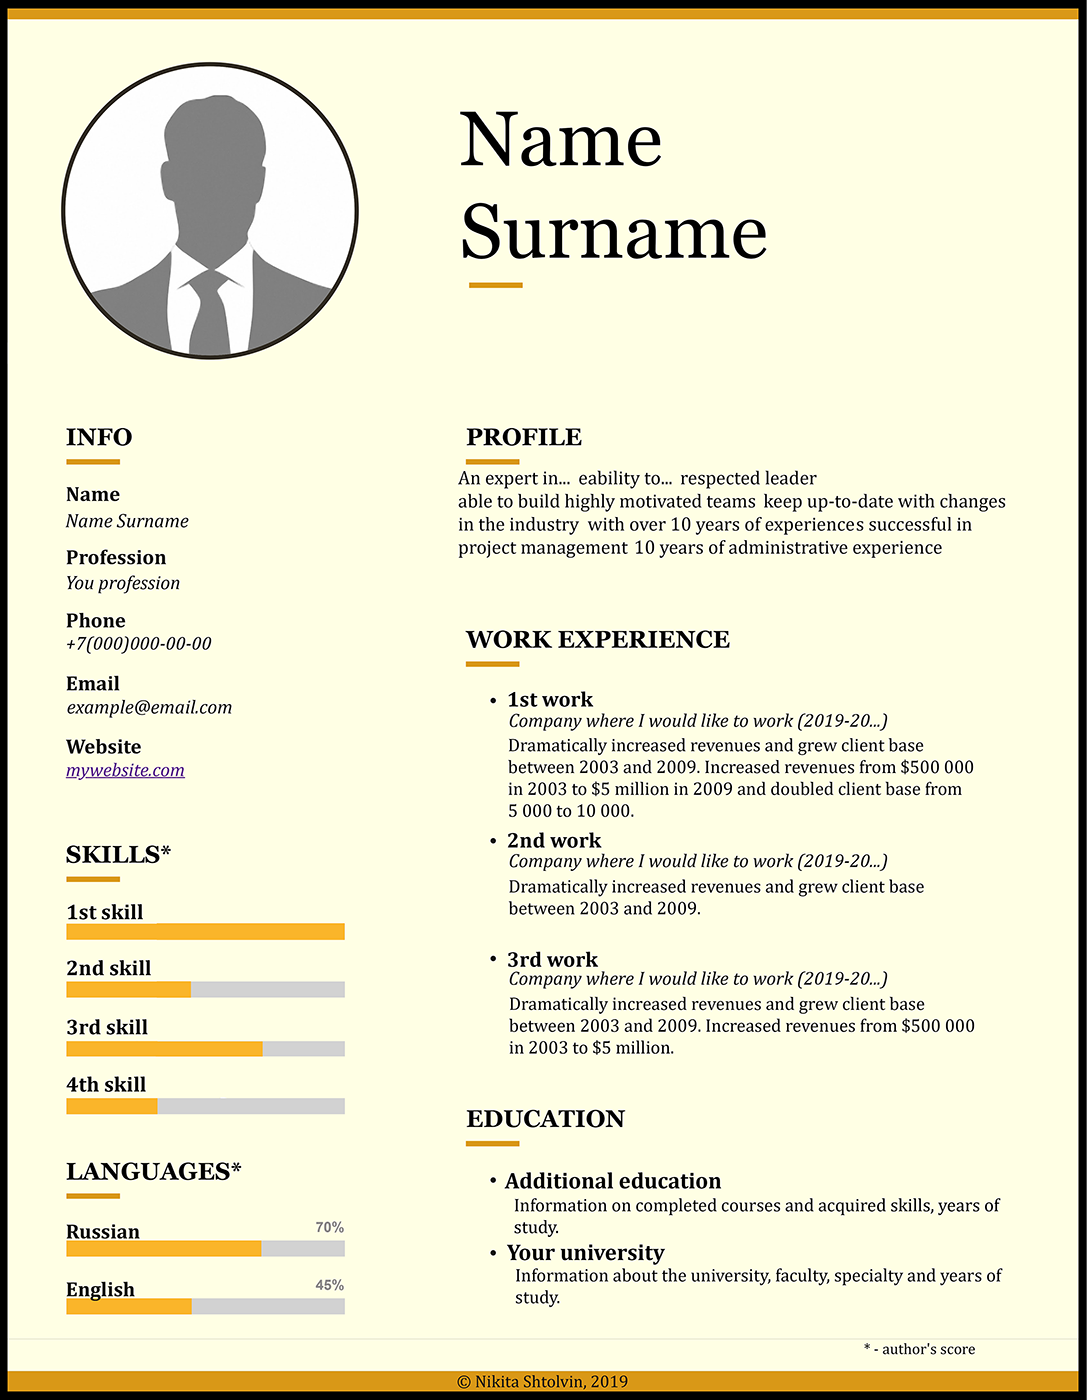 Name
Surname
INFO
Name
Name Surname
Profession
You profession
Phone
+7(000)000-00-00
Email
example@email.com
Website
mywebsite.com
SKILLS*
1st skill
2nd skill
3rd skill
4th skill
LANGUAGES*
Russian 70%
English 45%
PROFILE
An expert in... eability to... respected leader
able to build highly motivated teams keep up-to-date with changes
in the industry with over 10 years of experiences successful in
project management 10 years of administrative experience
WORK EXPERIENCE
• 1st work
Company where I would like to work (2019-20...)
Dramatically increased revenues and grew client base
between 2003 and 2009. Increased revenues from $500 000
in 2003 to $5 million in 2009 and doubled client base from
5 000 to 10 000.
• 2nd work
Company where I would like to work (2019-20...)
Dramatically increased revenues and grew client base
between 2003 and 2009.
• 3rd work
Company where I would like to work (2019-20...)
Dramatically increased revenues and grew client base
between 2003 and 2009. Increased revenues from $500 000
in 2003 to $5 million.
EDUCATION
• Additional education
Information on completed courses and acquired skills, years of
study.
• Your university
Information about the university, faculty, specialty and years of
study.
* - author's score
© Nikita Shtolvin, 2019